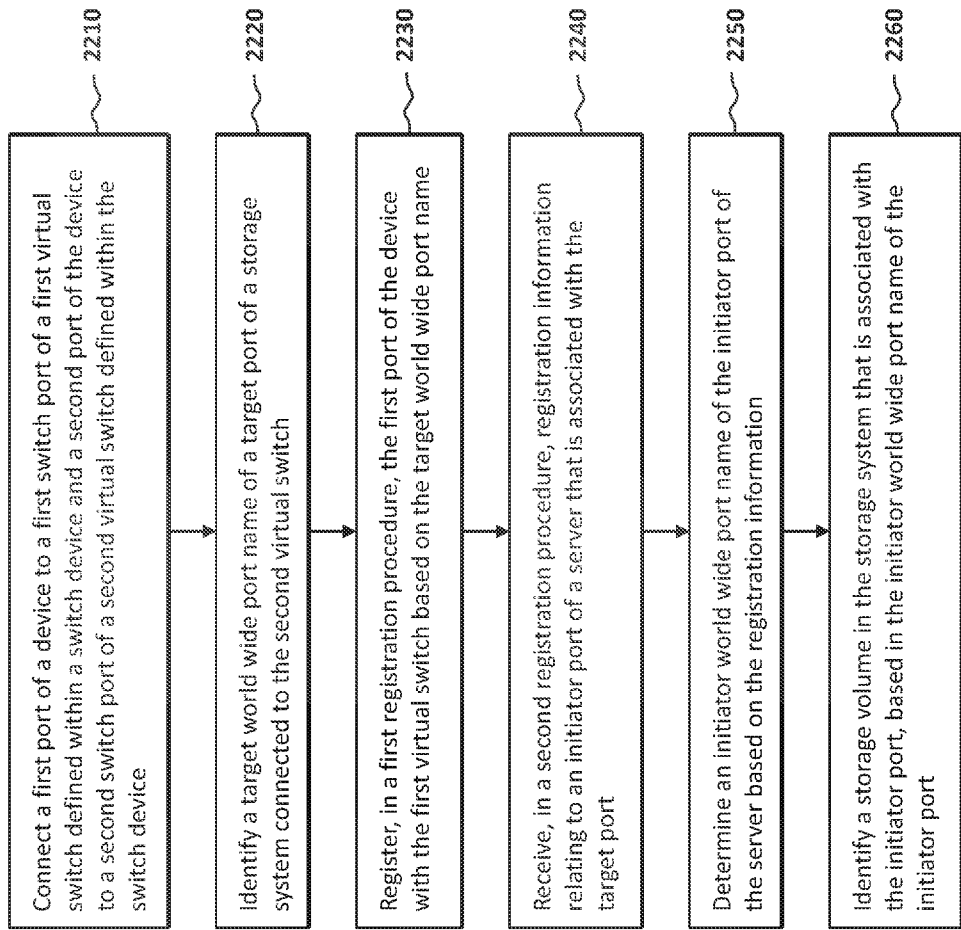 Connect a first port of a device to a first switch port of a first virtual
switch defined within a switch device and a second port of the device
to a second switch port of a second virtual switch defined within the
switch device
2210
Identify a target world wide port name of a target port of a storage
system connected to the second virtual switch
2220
Register, in a first registration procedure, the first port of the device
with the first virtual switch based on the target world wide port name
2230
Receive, in a second registration procedure, registration information
relating to an initiator port of a server that is associated with the
target port
2240
Determine an initiator world wide port name of the initiator port of
the server based on the registration information
2250
Identify a storage volume in the storage system that is associated with
the initiator port, based in the initiator world wide port name of the
initiator port
2260